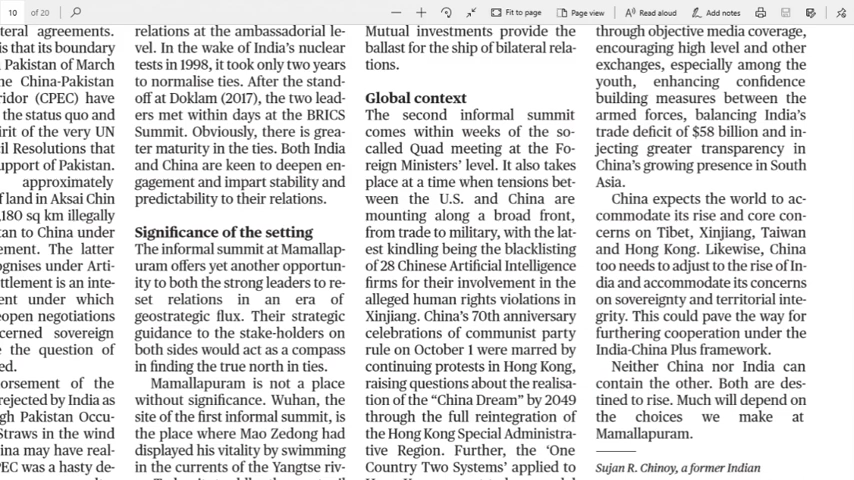 10 of 20
Fit to page
Page view
Read aloud
Add notes
teral agreements.
is that its boundary
Pakistan of March
he China-Pakistan
ridor (CPEC) have
the status quo and
irit of the very UN
il Resolutions that
upport of Pakistan.
approximately
f land in Aksai Chin
,180 sq km illegally
tan to China under
ement. The latter
ognises under Arti-
ttlement is an inte-
ent under which
eopen negotiations
cerned sovereign
e the question of
ed.
orsement of the
rejected by India as
gh Pakistan Occu-
Straws in the wind
ina may have real-
PEC was a hasty de-
relations at the ambassadorial le-
vel. In the wake of India's nuclear
tests in 1998, it took only two years
to normalise ties. After the stand-
off at Doklam (2017), the two lead-
ers met within days at the BRICS
Summit. Obviously, there is grea-
ter maturity in the ties. Both India
and China are keen to deepen en-
gagement and impart stability and
predictability to their relations.
Significance of the setting
The informal summit at Mamallap-
uram offers yet another opportun-
ity to both the strong leaders to re-
set relations in an era of
geostrategic flux. Their strategic
guidance to the stake-holders on
both sides would act as a compass
in finding the true north in ties.
Mamallapuram is not a place
without significance. Wuhan, the
site of the first informal summit, is
the place where Mao Zedong had
displayed his vitality by swimming
in the currents of the Yangtse riv-
Mutual investments provide the
ballast for the ship of bilateral rela-
tions.
Global context
The second informal summit
comes within weeks of the so-
called Quad meeting at the Fo-
reign Ministers' level. It also takes
place at a time when tensions bet-
ween the U.S. and China are
mounting along a broad front,
from trade to military, with the lat-
est kindling being the blacklisting
of 28 Chinese Artificial Intelligence
firms for their involvement in the
alleged human rights violations in
Xinjiang. China's 70th anniversary
celebrations of communist party
rule on October 1 were marred by
continuing protests in Hong Kong,
raising questions about the realisa-
tion of the “China Dream” by 2049
through the full reintegration of
the Hong Kong Special Administra-
tive Region. Further, the ‘One
Country Two Systems’ applied to
through objective media coverage,
encouraging high level and other
exchanges, especially among the
youth, enhancing confidence
building measures between the
armed forces, balancing India's
trade deficit of $58 billion and in-
jecting greater transparency in
China's growing presence in South
Asia.
China expects the world to ac-
commodate its rise and core con-
cerns on Tibet, Xinjiang, Taiwan
and Hong Kong. Likewise, China
too needs to adjust to the rise of In-
dia and accommodate its concerns
on sovereignty and territorial inte-
grity. This could pave the way for
furthering cooperation under the
India-China Plus framework.
Neither China nor India can
contain the other. Both are des-
tined to rise. Much will depend on
the choices we make at
Mamallapuram.
Sujan R. Chinoy, a former Indian